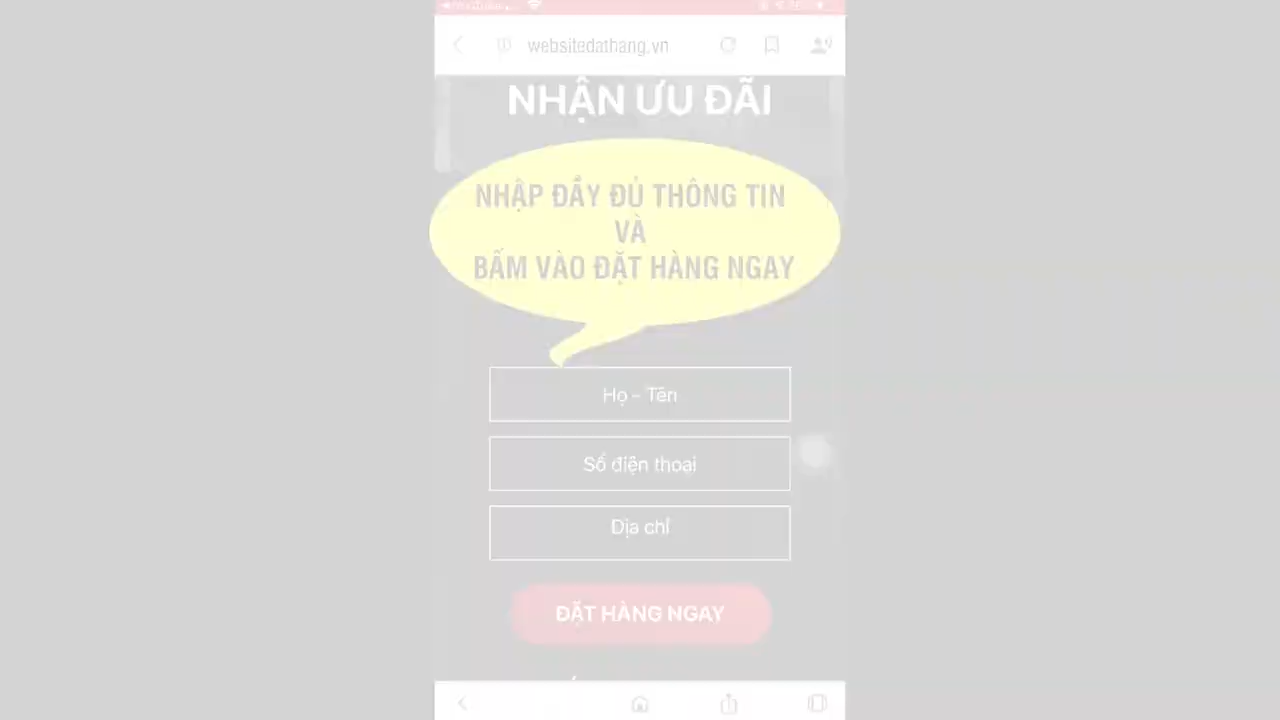 websitedathang.vn
NHẬN ƯU ĐÃI
NHẬP ĐẦY ĐỦ THÔNG TIN
VÀ
BẤM VÀO ĐẶT HÀNG NGAY
Họ – Tên
Số điện thoại
Địa chỉ
ĐẶT HÀNG NGAY